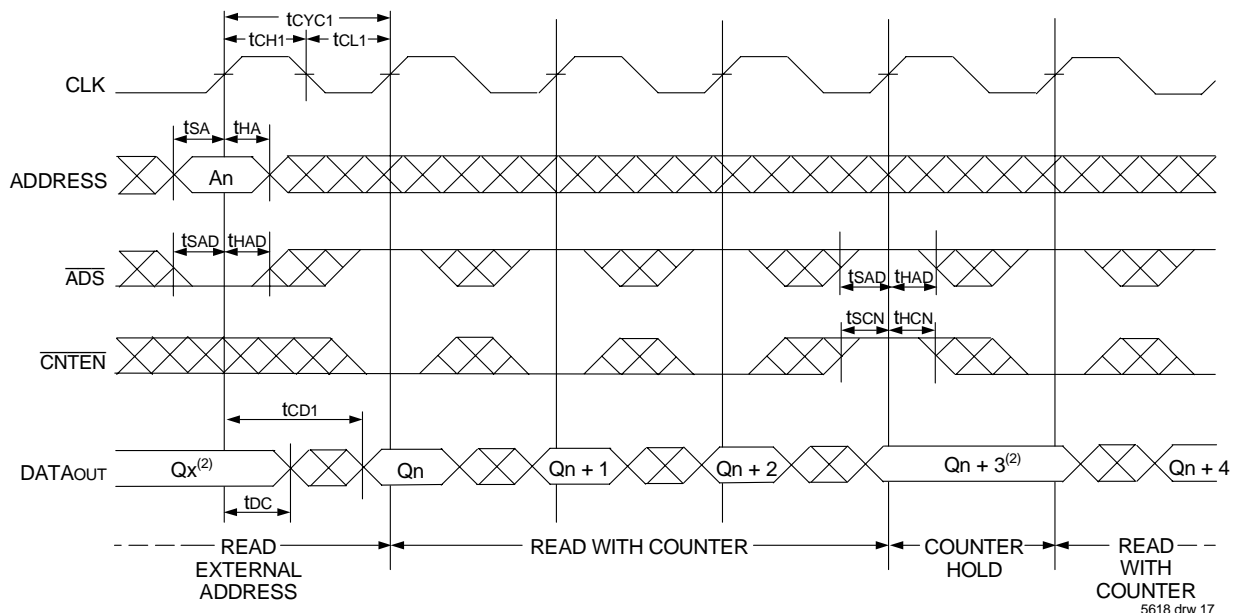 tCYC1
tCH1 tCL1
CLK
tSA tHA
ADDRESS An
tSAD tHAD
ADS
tSAD tHAD
tSCN tHCN
CNTEN
tCD1
DATAOUT Qx(2) Qn Qn + 1 Qn + 2 Qn + 3(2) Qn + 4
tDC
READ EXTERNAL ADDRESS
READ WITH COUNTER
COUNTER HOLD
READ WITH COUNTER
5618 drw 17